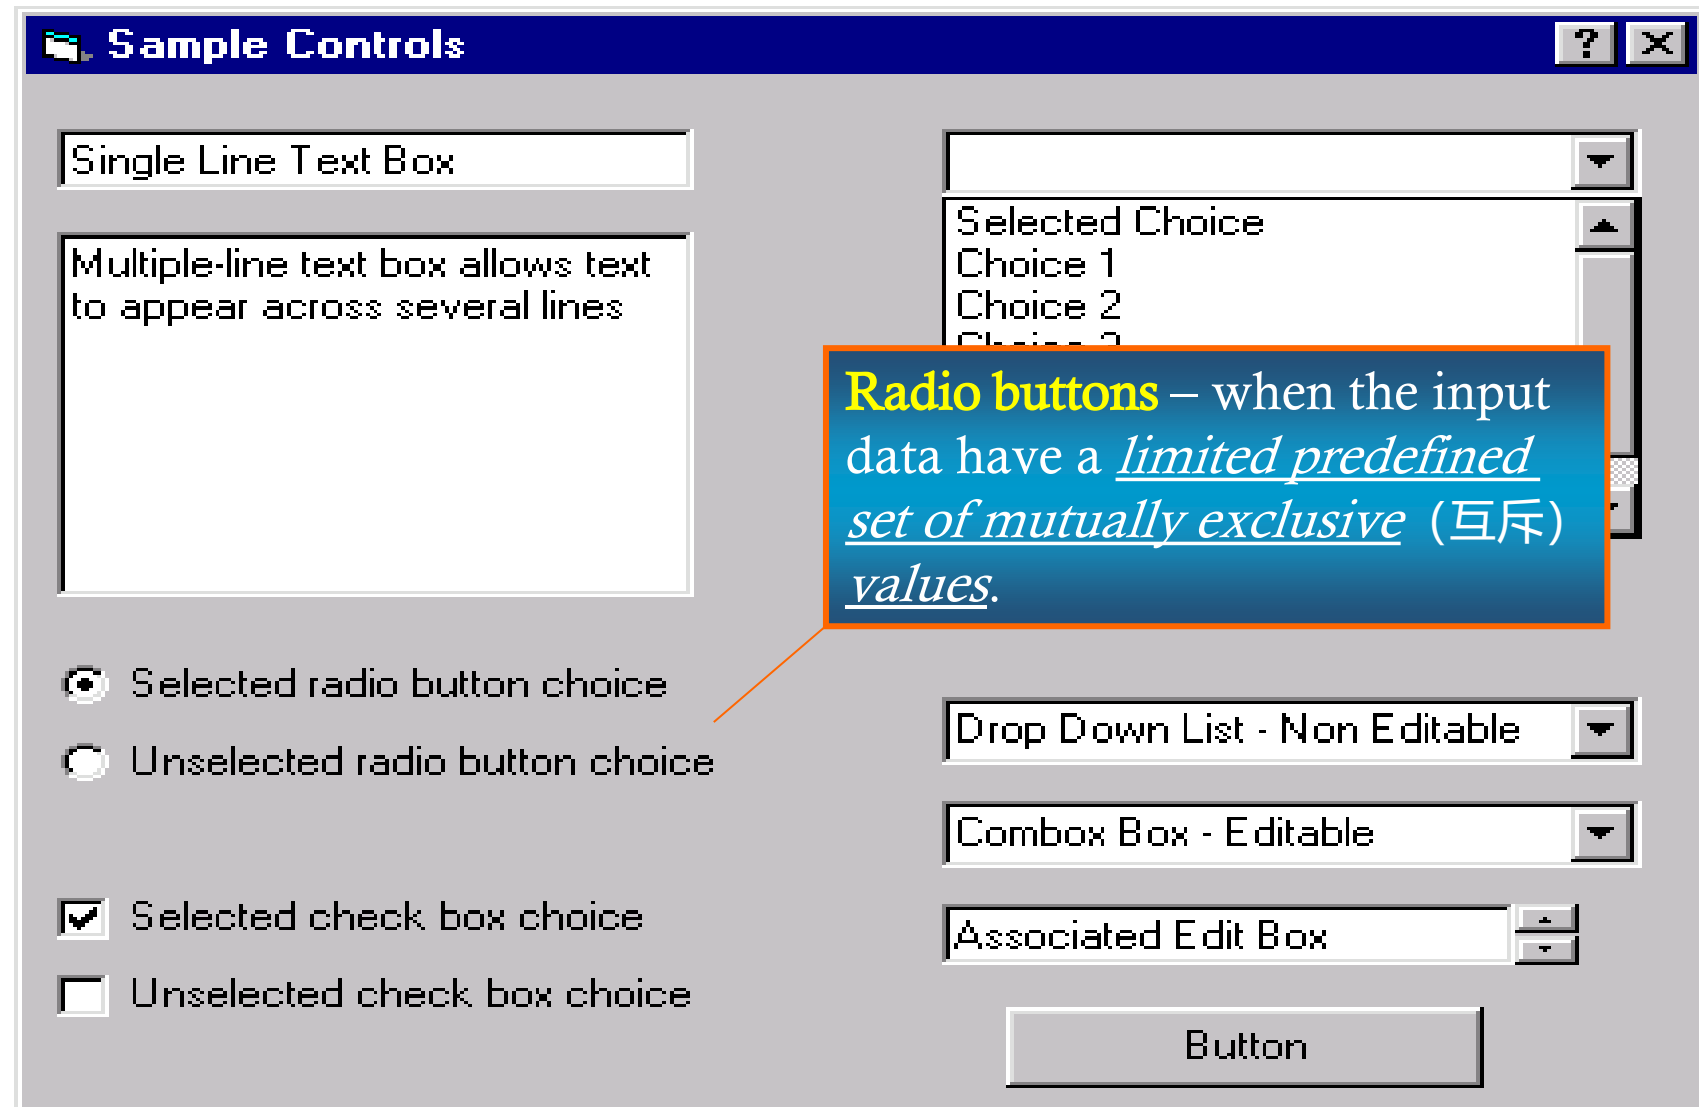 Sample Controls
?
Single Line Text Box
Multiple-line text box allows text
to appear across several lines
Selected Choice
Choice 1
Choice 2
Radio buttons – when the input
data have a limited predefined
set of mutually exclusive (互斥)
values.
Selected radio button choice
Unselected radio button choice
Selected check box choice
Unselected check box choice
Drop Down List - Non Editable
Combox Box - Editable
Associated Edit Box
Button